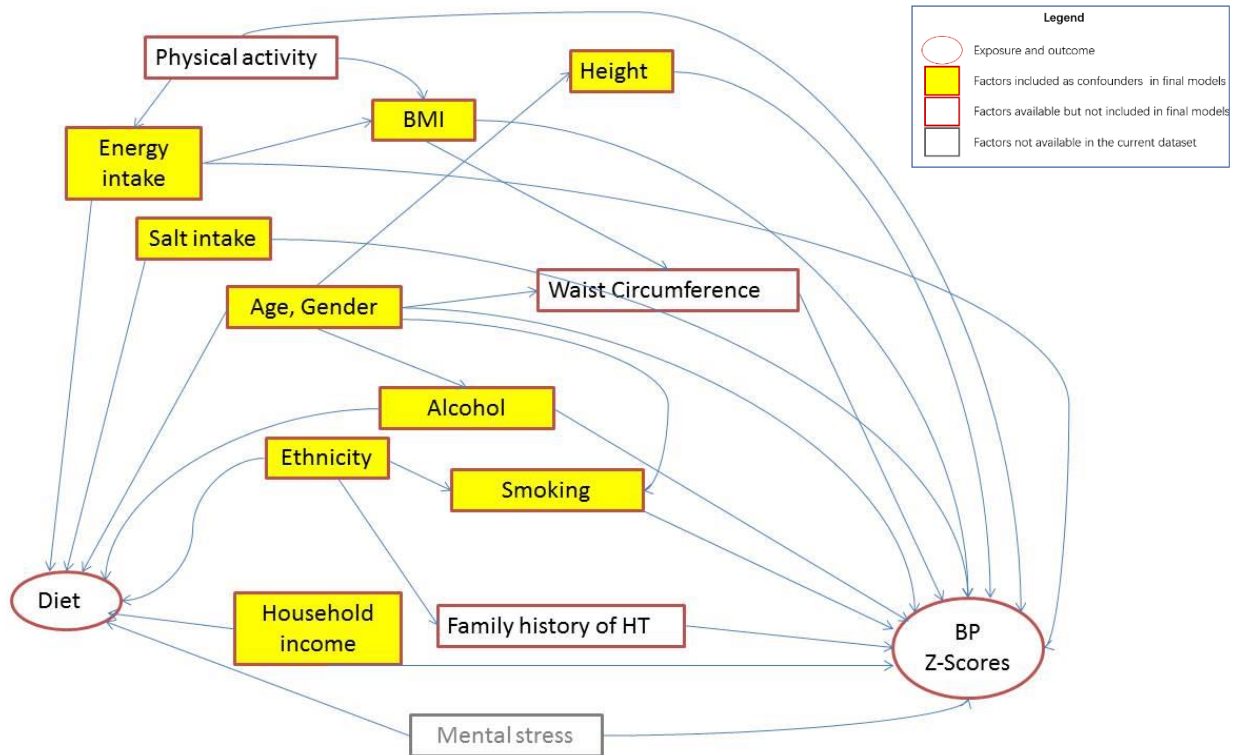 Legend
Exposure and outcome
Factors included as confounders in final models
Factors available but not included in final models
Factors not available in the current dataset
Physical activity
Height
BMI
Energy
intake
Salt intake
Waist Circumference
Age, Gender
Alcohol
Ethnicity
Smoking
Diet
Household
income
Family history of HT
BP
Z-Scores
Mental stress